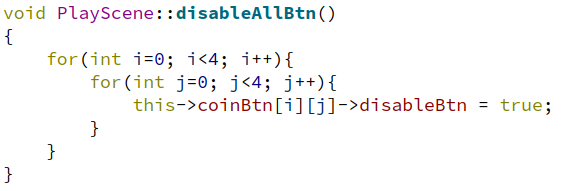 void PlayScene::disableAllBtn()
{
    for(int i=0; i<4; i++){
        for(int j=0; j<4; j++){
            this->coinBtn[i][j]->disableBtn = true;
        }
    }
}